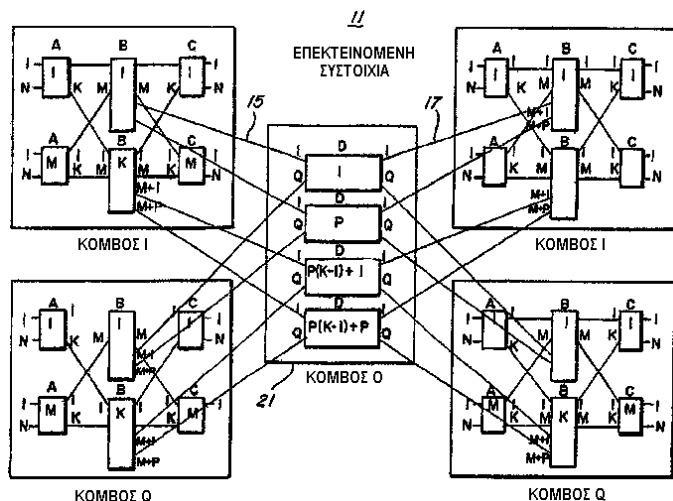 11
ΕΠΕΚΤΕΙΝΟΜΕΝΗ
ΣΥΣΤΟΙΧΙΑ
15
17
A B C
I I I
I I I
N K M M K N
A B C
M K M
I I I I
N K M M K N
M+I
M+P
ΚΟΜΒΟΣ I
A B C
I I I
N K M M K N
M+I
M+P
A B C
I I I I
N K M M K N
M+I
M+P
ΚΟΜΒΟΣ I
D
I I I
Q Q
D
I P I
Q Q
D
I P(K-I)+I I
Q Q
D
I P(K-I)+P I
Q Q
ΚΟΜΒΟΣ O
21
A B C
I I I
N K M M K N
M+I
M+P
A B C
M K M
I I I I
N K M M K N
M+I
M+P
ΚΟΜΒΟΣ Q
A B C
I I I
N K M M K N
A B C
M K M
I I I I
N K M M K N
M+I
M+P
ΚΟΜΒΟΣ Q